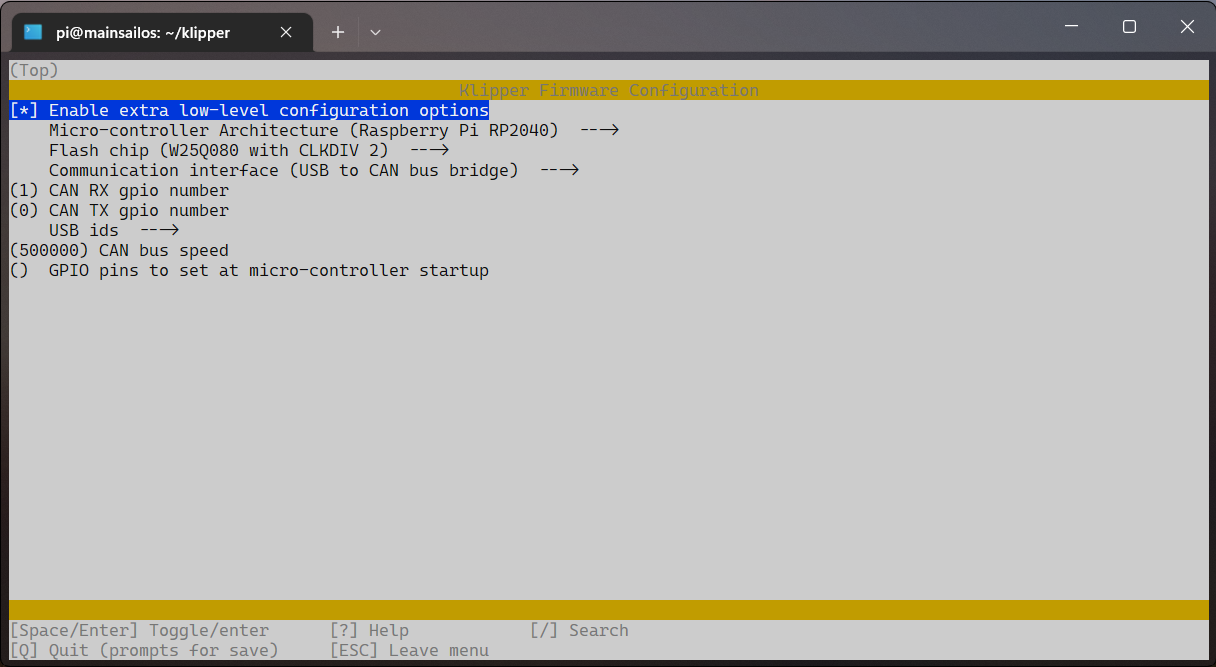 pi@mainsailos: ~/klipper
(Top)
Klipper Firmware Configuration
[*] Enable extra low-level configuration options
Micro-controller Architecture (Raspberry Pi RP2040) --->
Flash chip (W25Q080 with CLKDIV 2) --->
Communication interface (USB to CAN bus bridge) --->
(1) CAN RX gpio number
(0) CAN TX gpio number
USB ids --->
(500000) CAN bus speed
() GPIO pins to set at micro-controller startup
[Space/Enter] Toggle/enter [?] Help [/] Search
[Q] Quit (prompts for save) [ESC] Leave menu